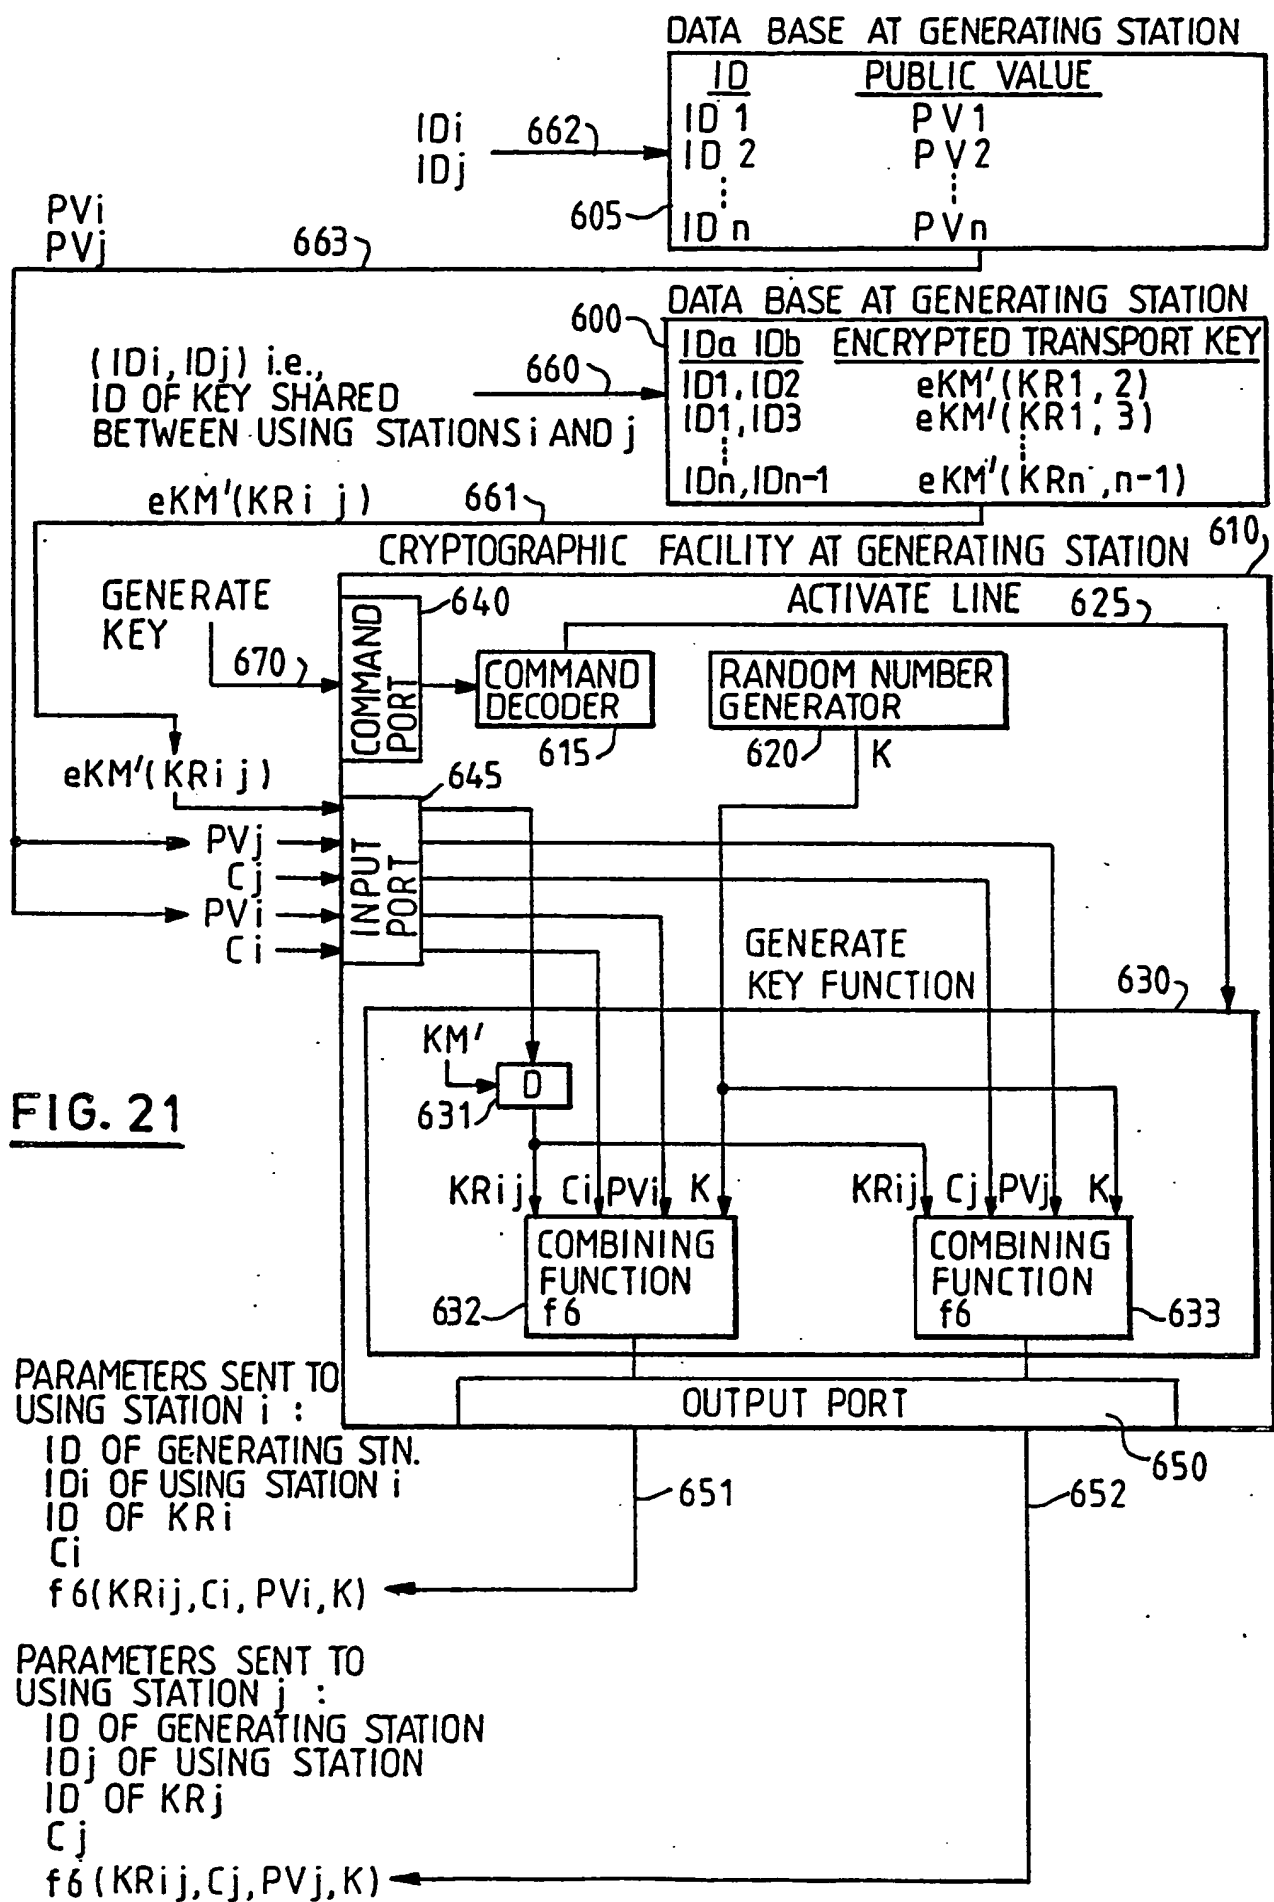 DATA BASE AT GENERATING STATION
ID PUBLIC VALUE
ID 1 PV1
IDi 662
ID 2 PV2
IDj
605 ID n PVn
PVi
PVj 663
DATA BASE AT GENERATING STATION
600 IDa IDb ENCRYPTED TRANSPORT KEY
(IDi, IDj) i.e., 660
ID1, ID2 eKM'(KR1, 2)
ID OF KEY SHARED
ID1, ID3 eKM'(KR1, 3)
BETWEEN USING STATIONS i AND j
IDn, IDn-1 eKM'(KRn, n-1)
eKM'(KRi j) 661
CRYPTOGRAPHIC FACILITY AT GENERATING STATION 610
GENERATE
KEY
670
COMMAND
PORT
640
ACTIVATE LINE 625
COMMAND
DECODER
615
RANDOM NUMBER
GENERATOR
620 K
eKM'(KRi j)
PVj
Cj
PVi
Ci
INPUT
PORT
645
GENERATE
KEY FUNCTION 630
KM'
D
631
FIG. 21
KRij Ci PVi K KRij Cj PVj K
COMBINING
FUNCTION
f6
632
COMBINING
FUNCTION
f6
633
OUTPUT PORT
650
651
652
PARAMETERS SENT TO
USING STATION i :
ID OF GENERATING STN.
IDi OF USING STATION i
ID OF KRi
Ci
f6(KRij, Ci, PVi, K)
PARAMETERS SENT TO
USING STATION j :
ID OF GENERATING STATION
IDj OF USING STATION
ID OF KRj
Cj
f6(KRij, Cj, PVj, K)